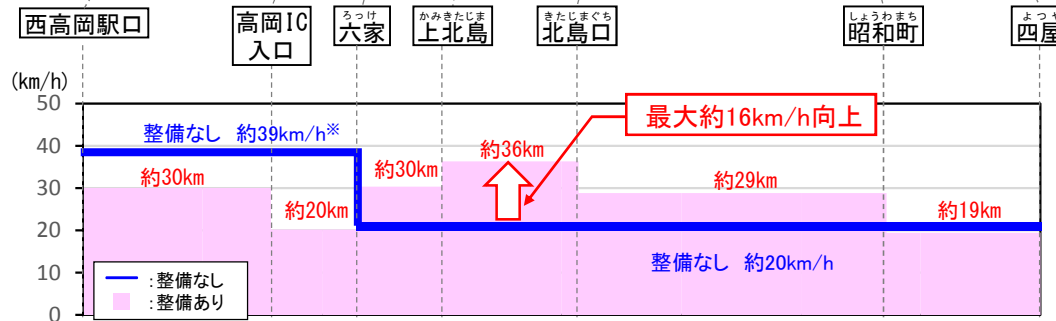 西高岡駅口
高岡IC
入口
ろっけ
六家
かみきたじま
上北島
きたじまぐち
北島口
しょうわまち
昭和町
四屋
(km/h)
50
40
30
20
10
0
整備なし 約39km/h※
最大約16km/h向上
約30km
約20km
約30km
約36km
約29km
約19km
整備なし 約20km/h
:整備なし
:整備あり